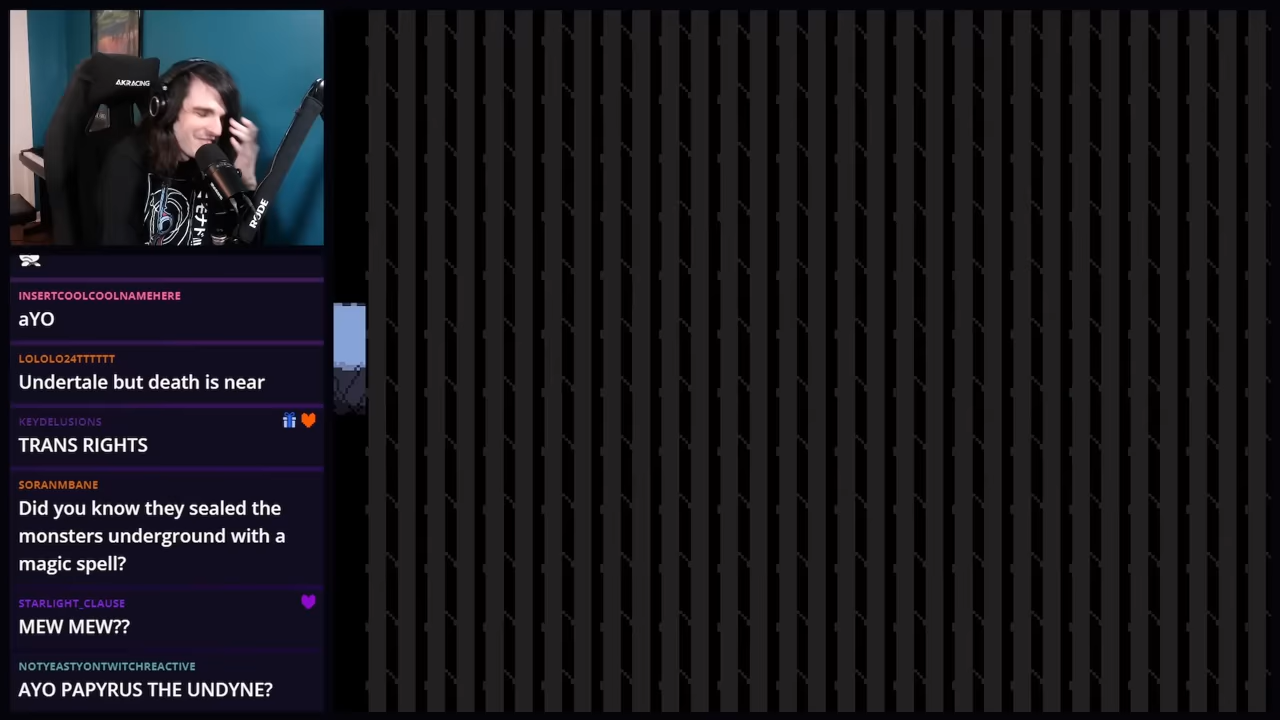 AKRACING
RØDE
INSERTCOOLCOOLNAMEHERE
aYO
LOLOLO24TTTTTT
Undertale but death is near
KEYDELUSIONS
TRANS RIGHTS
SORANMBANE
Did you know they sealed the
monsters underground with a
magic spell?
STARLIGHT_CLAUSE
MEW MEW??
NOTYEASTYONTWITCHREACTIVE
AYO PAPYRUS THE UNDYNE?